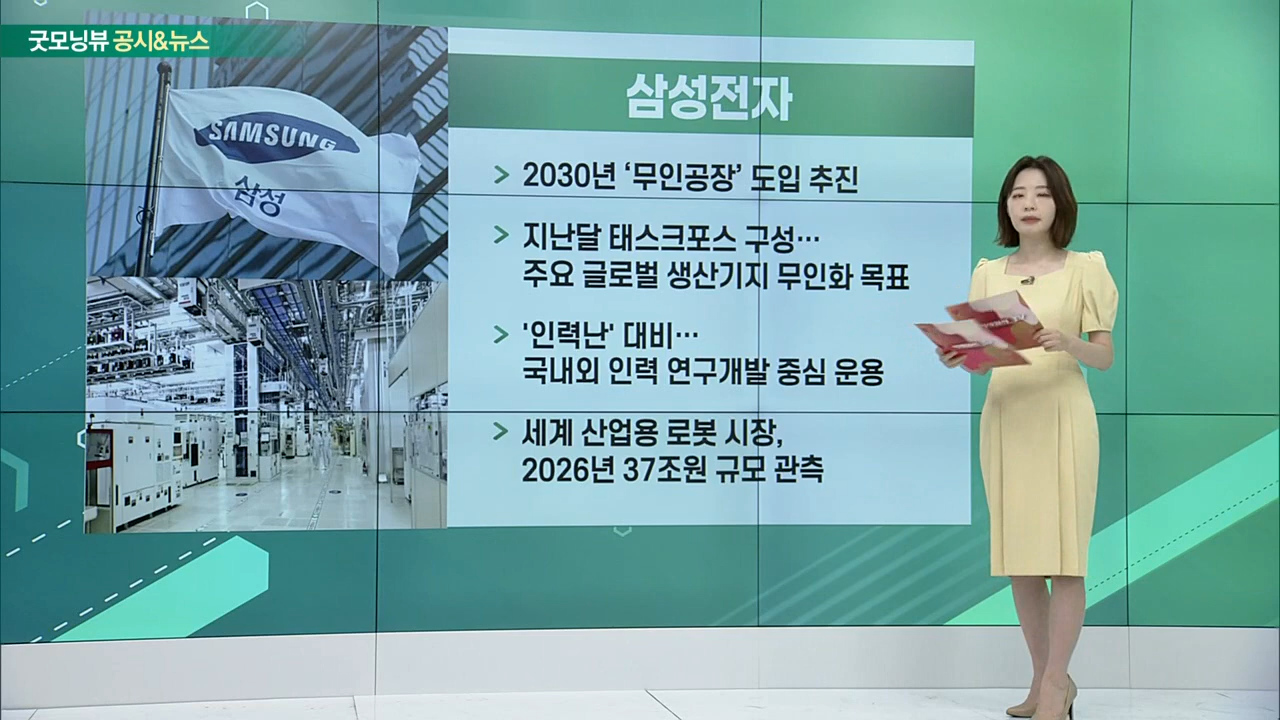 굿모닝뷰 공시&뉴스
SAMSUNG
삼성
삼성전자
> 2030년 ‘무인공장’ 도입 추진
> 지난달 태스크포스 구성…
주요 글로벌 생산기지 무인화 목표
> '인력난' 대비…
국내외 인력 연구개발 중심 운용
> 세계 산업용 로봇 시장,
2026년 37조원 규모 관측